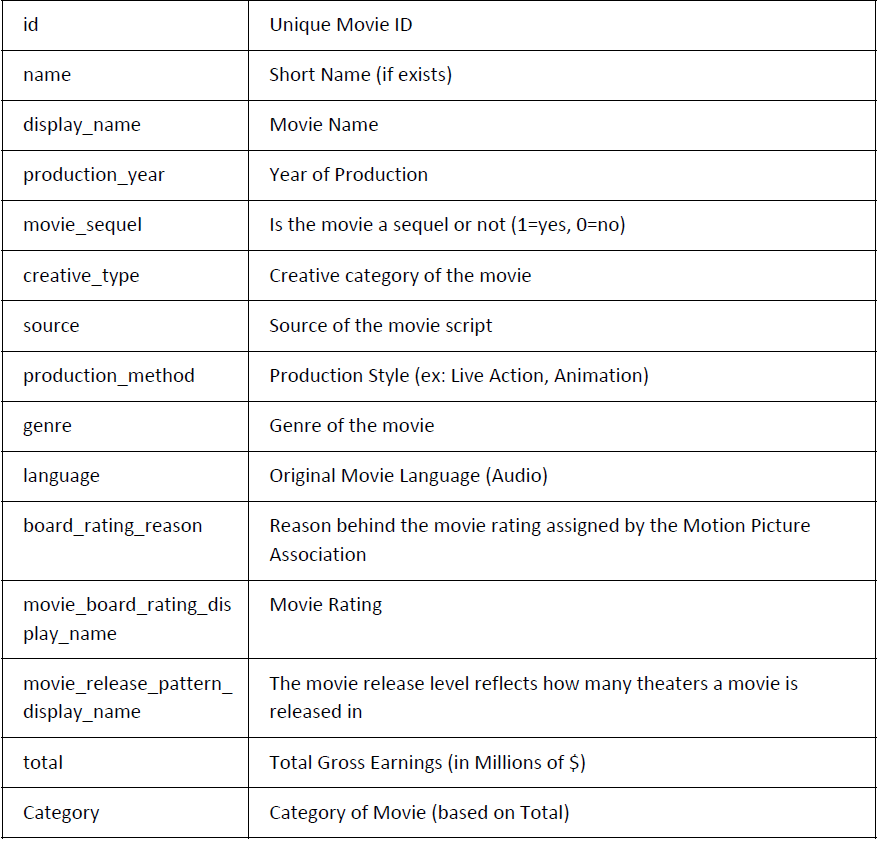 id Unique Movie ID
name Short Name (if exists)
display_name Movie Name
production_year Year of Production
movie_sequel Is the movie a sequel or not (1=yes, 0=no)
creative_type Creative category of the movie
source Source of the movie script
production_method Production Style (ex: Live Action, Animation)
genre Genre of the movie
language Original Movie Language (Audio)
board_rating_reason Reason behind the movie rating assigned by the Motion Picture
Association
movie_board_rating_dis Movie Rating
play_name
movie_release_pattern_ The movie release level reflects how many theaters a movie is
display_name released in
total Total Gross Earnings (in Millions of $)
Category Category of Movie (based on Total)